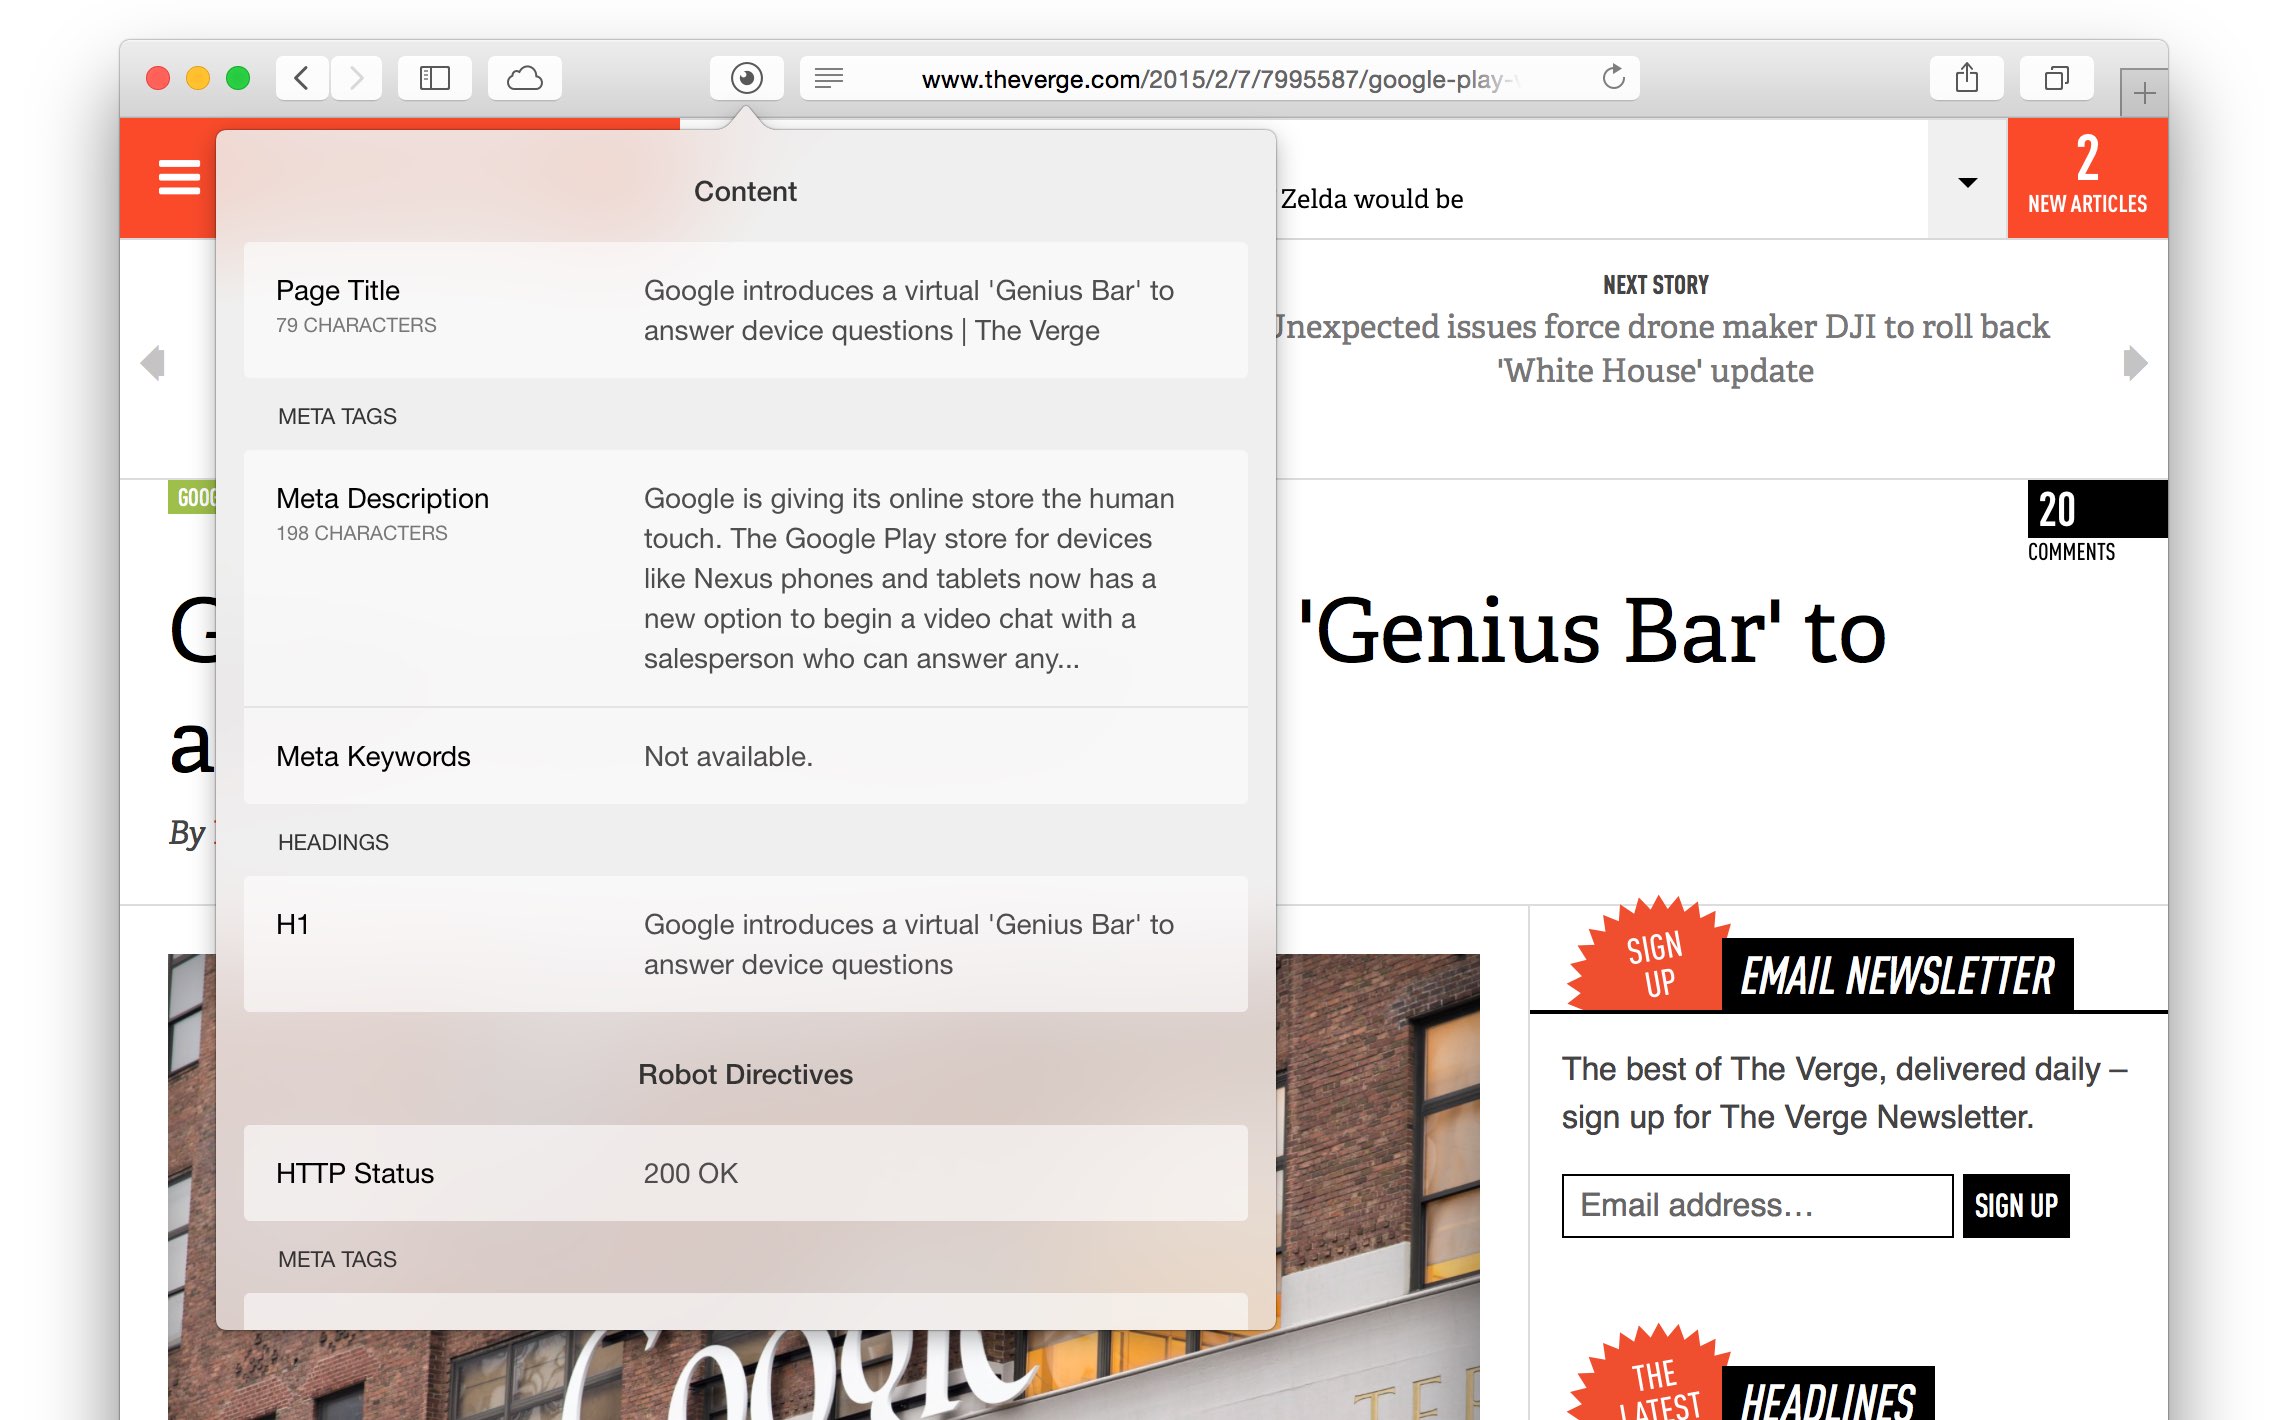 www.theverge.com/2015/2/7/7995587/google-play-
Zelda would be
2
NEW ARTICLES
Content
Page Title
79 CHARACTERS
Google introduces a virtual 'Genius Bar' to
answer device questions | The Verge
META TAGS
Meta Description
198 CHARACTERS
Google is giving its online store the human
touch. The Google Play store for devices
like Nexus phones and tablets now has a
new option to begin a video chat with a
salesperson who can answer any...
Meta Keywords
Not available.
HEADINGS
H1
Google introduces a virtual 'Genius Bar' to
answer device questions
Robot Directives
HTTP Status
200 OK
META TAGS
NEXT STORY
Unexpected issues force drone maker DJI to roll back
'White House' update
20
COMMENTS
'Genius Bar' to
By
SIGN
UP
EMAIL NEWSLETTER
The best of The Verge, delivered daily –
sign up for The Verge Newsletter.
Email address...
SIGN UP
THE
LATEST
HEADLINES
Google